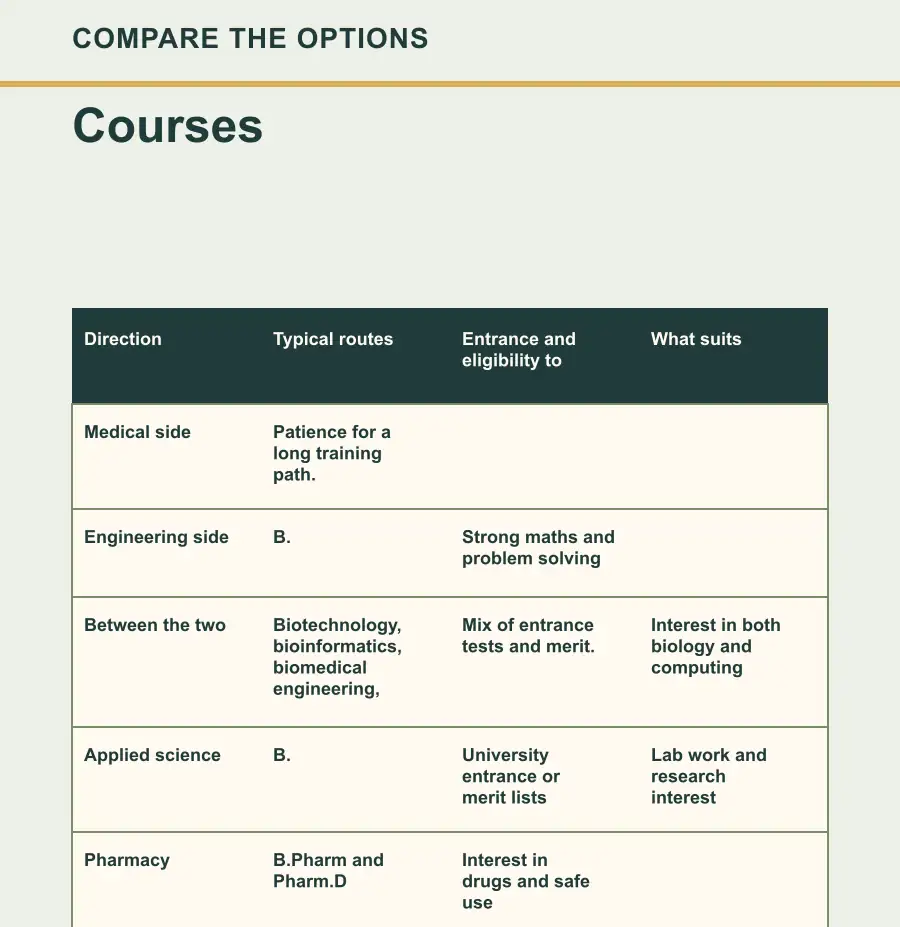 COMPARE THE OPTIONS
Courses
Direction
Typical routes
Entrance and
eligibility to
What suits
Medical side
Patience for a
long training
path.
Engineering side
B.
Strong maths and
problem solving
Between the two
Biotechnology,
bioinformatics,
biomedical
engineering,
Mix of entrance
tests and merit.
Interest in both
biology and
computing
Applied science
B.
University
entrance or
merit lists
Lab work and
research
interest
Pharmacy
B.Pharm and
Pharm.D
Interest in
drugs and safe
use